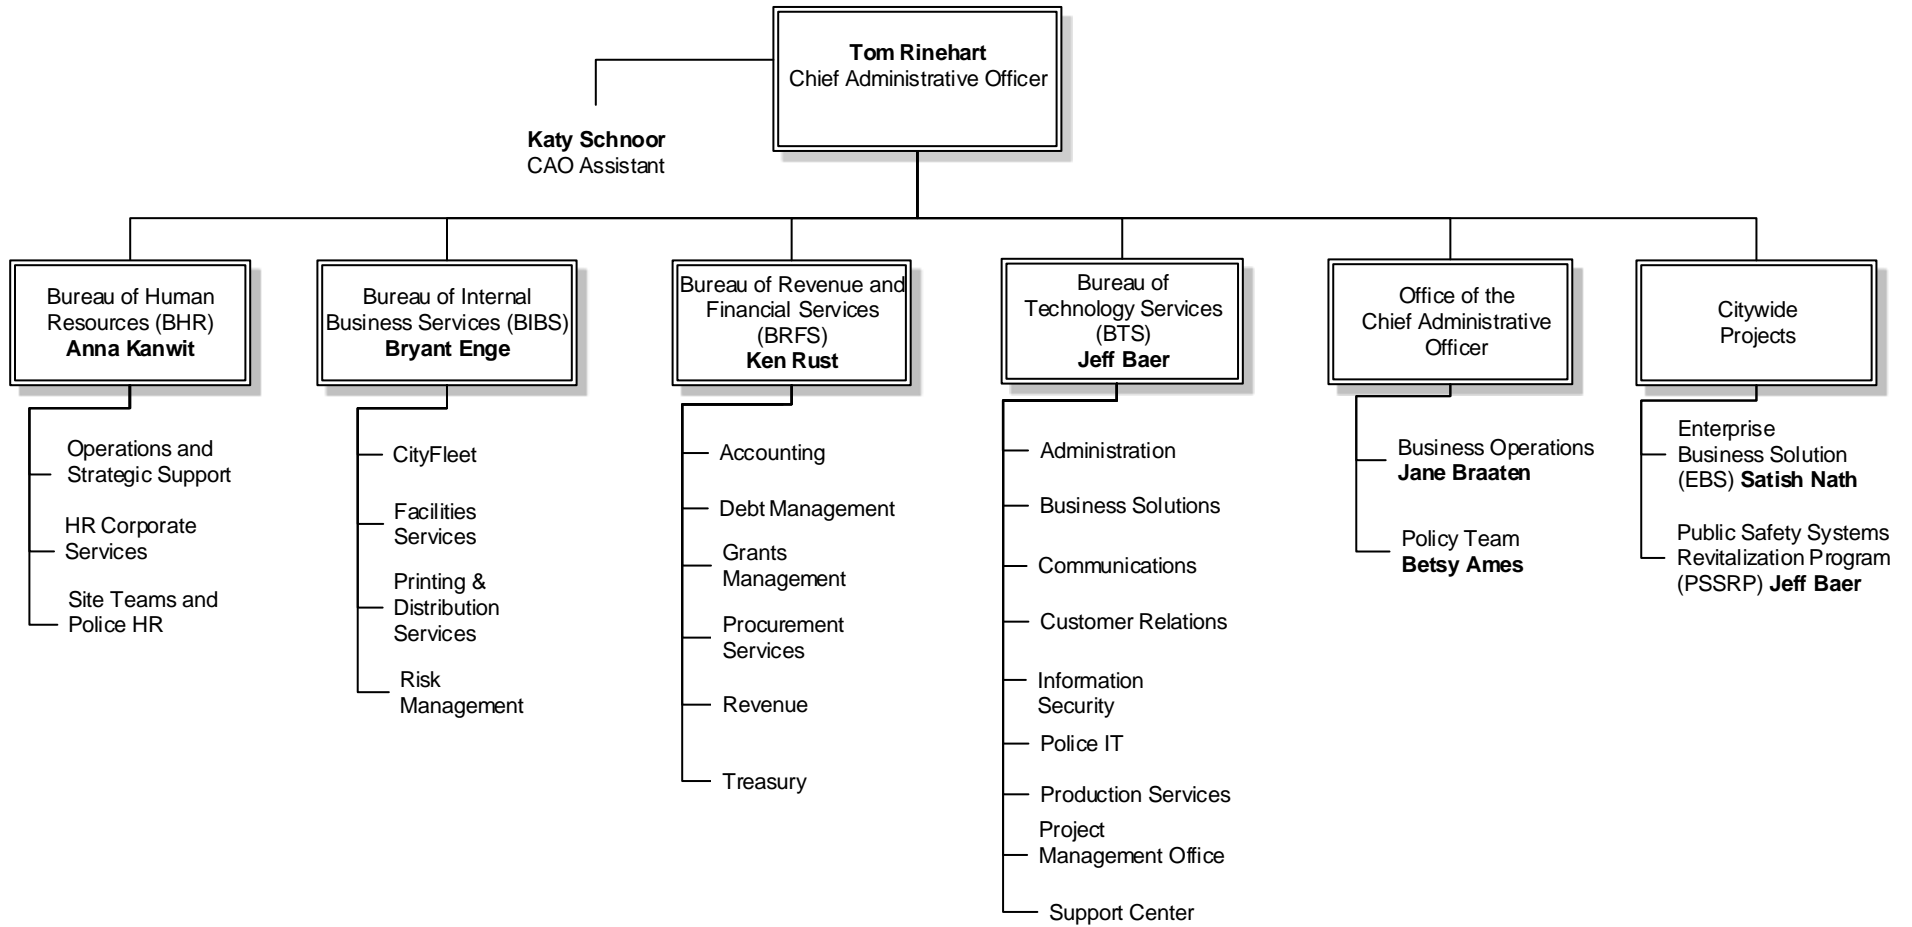 Tom Rinehart
Chief Administrative Officer
Katy Schnoor
CAO Assistant
Bureau of Human
Resources (BHR)
Anna Kanwit
Bureau of Internal
Business Services (BIBS)
Bryant Enge
Bureau of Revenue and
Financial Services
(BRFS)
Ken Rust
Bureau of
Technology Services
(BTS)
Jeff Baer
Office of the
Chief Administrative
Officer
Citywide
Projects
Operations and
Strategic Support
HR Corporate
Services
Site Teams and
Police HR
CityFleet
Facilities
Services
Printing &
Distribution
Services
Risk
Management
Accounting
Debt Management
Grants
Management
Procurement
Services
Revenue
Treasury
Administration
Business Solutions
Communications
Customer Relations
Information
Security
Police IT
Production Services
Project
Management Office
Support Center
Business Operations
Jane Braaten
Policy Team
Betsy Ames
Enterprise
Business Solution
(EBS) Satish Nath
Public Safety Systems
Revitalization Program
(PSSRP) Jeff Baer